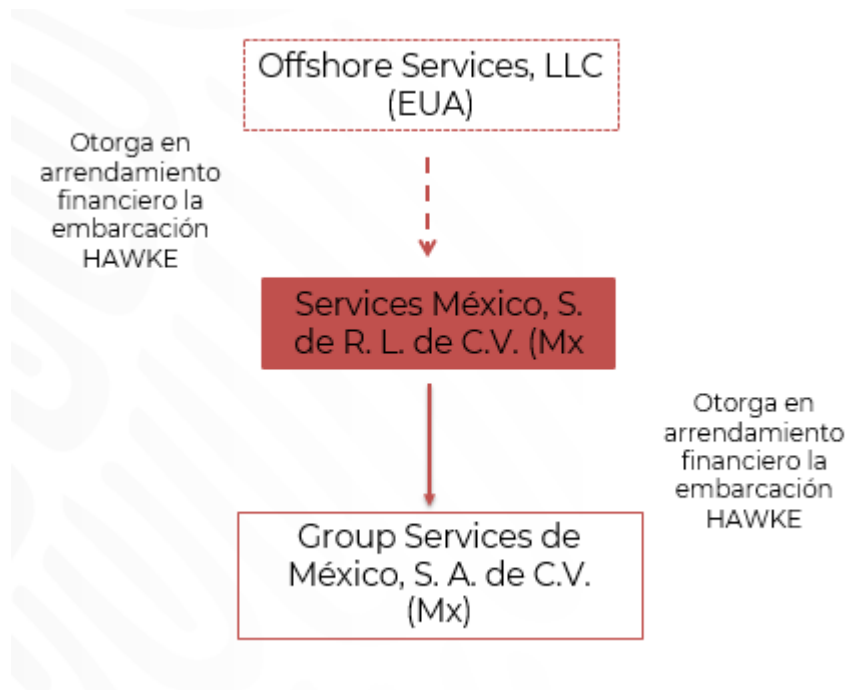 Offshore Services, LLC
(EUA)
Otorga en
arrendamiento
financiero la
embarcación
HAWKE
Services México, S.
de R. L. de C.V. (Mx
Otorga en
arrendamiento
financiero la
embarcación
HAWKE
Group Services de
México, S. A. de C.V.
(Mx)